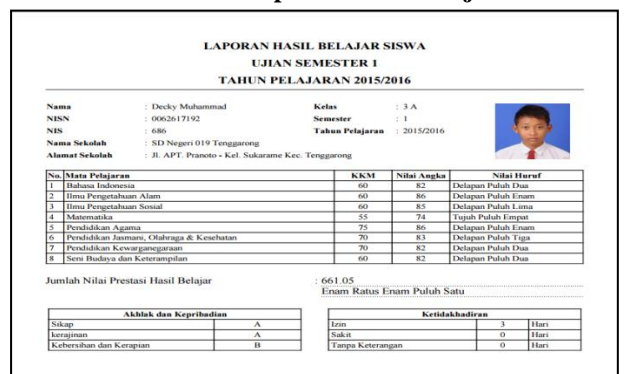 LAPORAN HASIL BELAJAR SISWA
UJIAN SEMESTER 1
TAHUN PELAJARAN 2015/2016
Nama : Decky Muhammad Kelas : 3 A
NISN : 0062617192 Semester : 1
NIS : 686 Tahun Pelajaran : 2015/2016
Nama Sekolah : SD Negeri 019 Tenggarong
Alamat Sekolah : Jl. APT. Pranoto - Kel. Sukarame Kec. Tenggarong
No. Mata Pelajaran KKM Nilai Angka Nilai Huruf
1 Bahasa Indonesia 60 82 Delapan Puluh Dua
2 Ilmu Pengetahuan Alam 60 86 Delapan Puluh Enam
3 Ilmu Pengetahuan Sosial 60 85 Delapan Puluh Lima
4 Matematika 55 74 Tujuh Puluh Empat
5 Pendidikan Agama 75 86 Delapan Puluh Enam
6 Pendidikan Jasmani, Olahraga & Kesehatan 70 83 Delapan Puluh Tiga
7 Pendidikan Kewarganegaraan 70 82 Delapan Puluh Dua
8 Seni Budaya dan Keterampilan 60 82 Delapan Puluh Dua
Jumlah Nilai Prestasi Hasil Belajar : 661.05
Enam Ratus Enam Puluh Satu
Akhlak dan Kepribadian
Sikap A
kerajinan A
Kebersihan dan Kerapian B
Ketidakhadiran
Izin 3 Hari
Sakit 0 Hari
Tanpa Keterangan 0 Hari